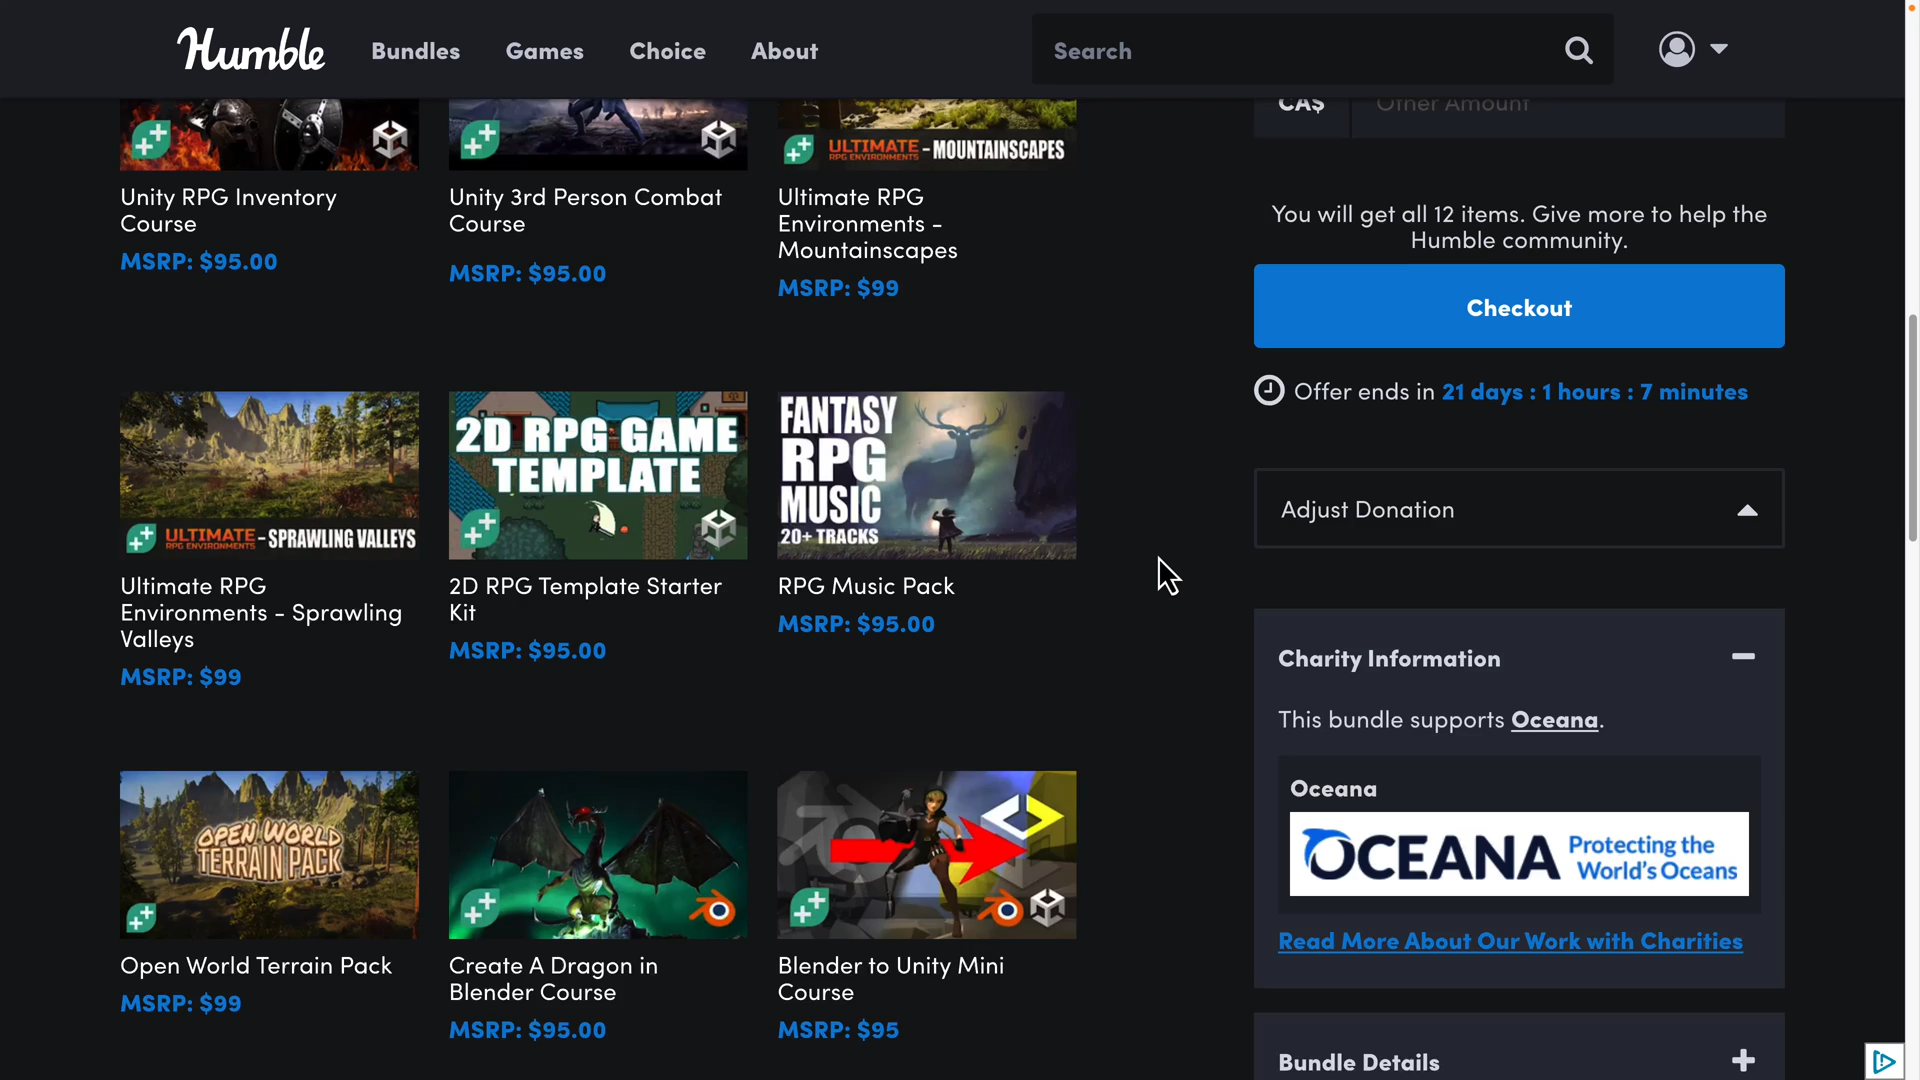 Humble
Bundles
Games
Choice
About
Search
CA$
Other Amount
ULTIMATE - MOUNTAINSCAPES
RPG ENVIRONMENTS
Unity RPG Inventory
Course
MSRP: $95.00
Unity 3rd Person Combat
Course
MSRP: $95.00
Ultimate RPG
Environments -
Mountainscapes
MSRP: $99
You will get all 12 items. Give more to help the
Humble community.
Checkout
Offer ends in 21 days : 1 hours : 7 minutes
ULTIMATE - SPRAWLING VALLEYS
RPG ENVIRONMENTS
2D RPG GAME
TEMPLATE
FANTASY
RPG
MUSIC
20+ TRACKS
Ultimate RPG
Environments - Sprawling
Valleys
MSRP: $99
2D RPG Template Starter
Kit
MSRP: $95.00
RPG Music Pack
MSRP: $95.00
Adjust Donation
Charity Information
This bundle supports Oceana.
Oceana
OCEANA
Protecting the
World's Oceans
Read More About Our Work with Charities
OPEN WORLD
TERRAIN PACK
Open World Terrain Pack
MSRP: $99
Create A Dragon in
Blender Course
MSRP: $95.00
Blender to Unity Mini
Course
MSRP: $95
Bundle Details